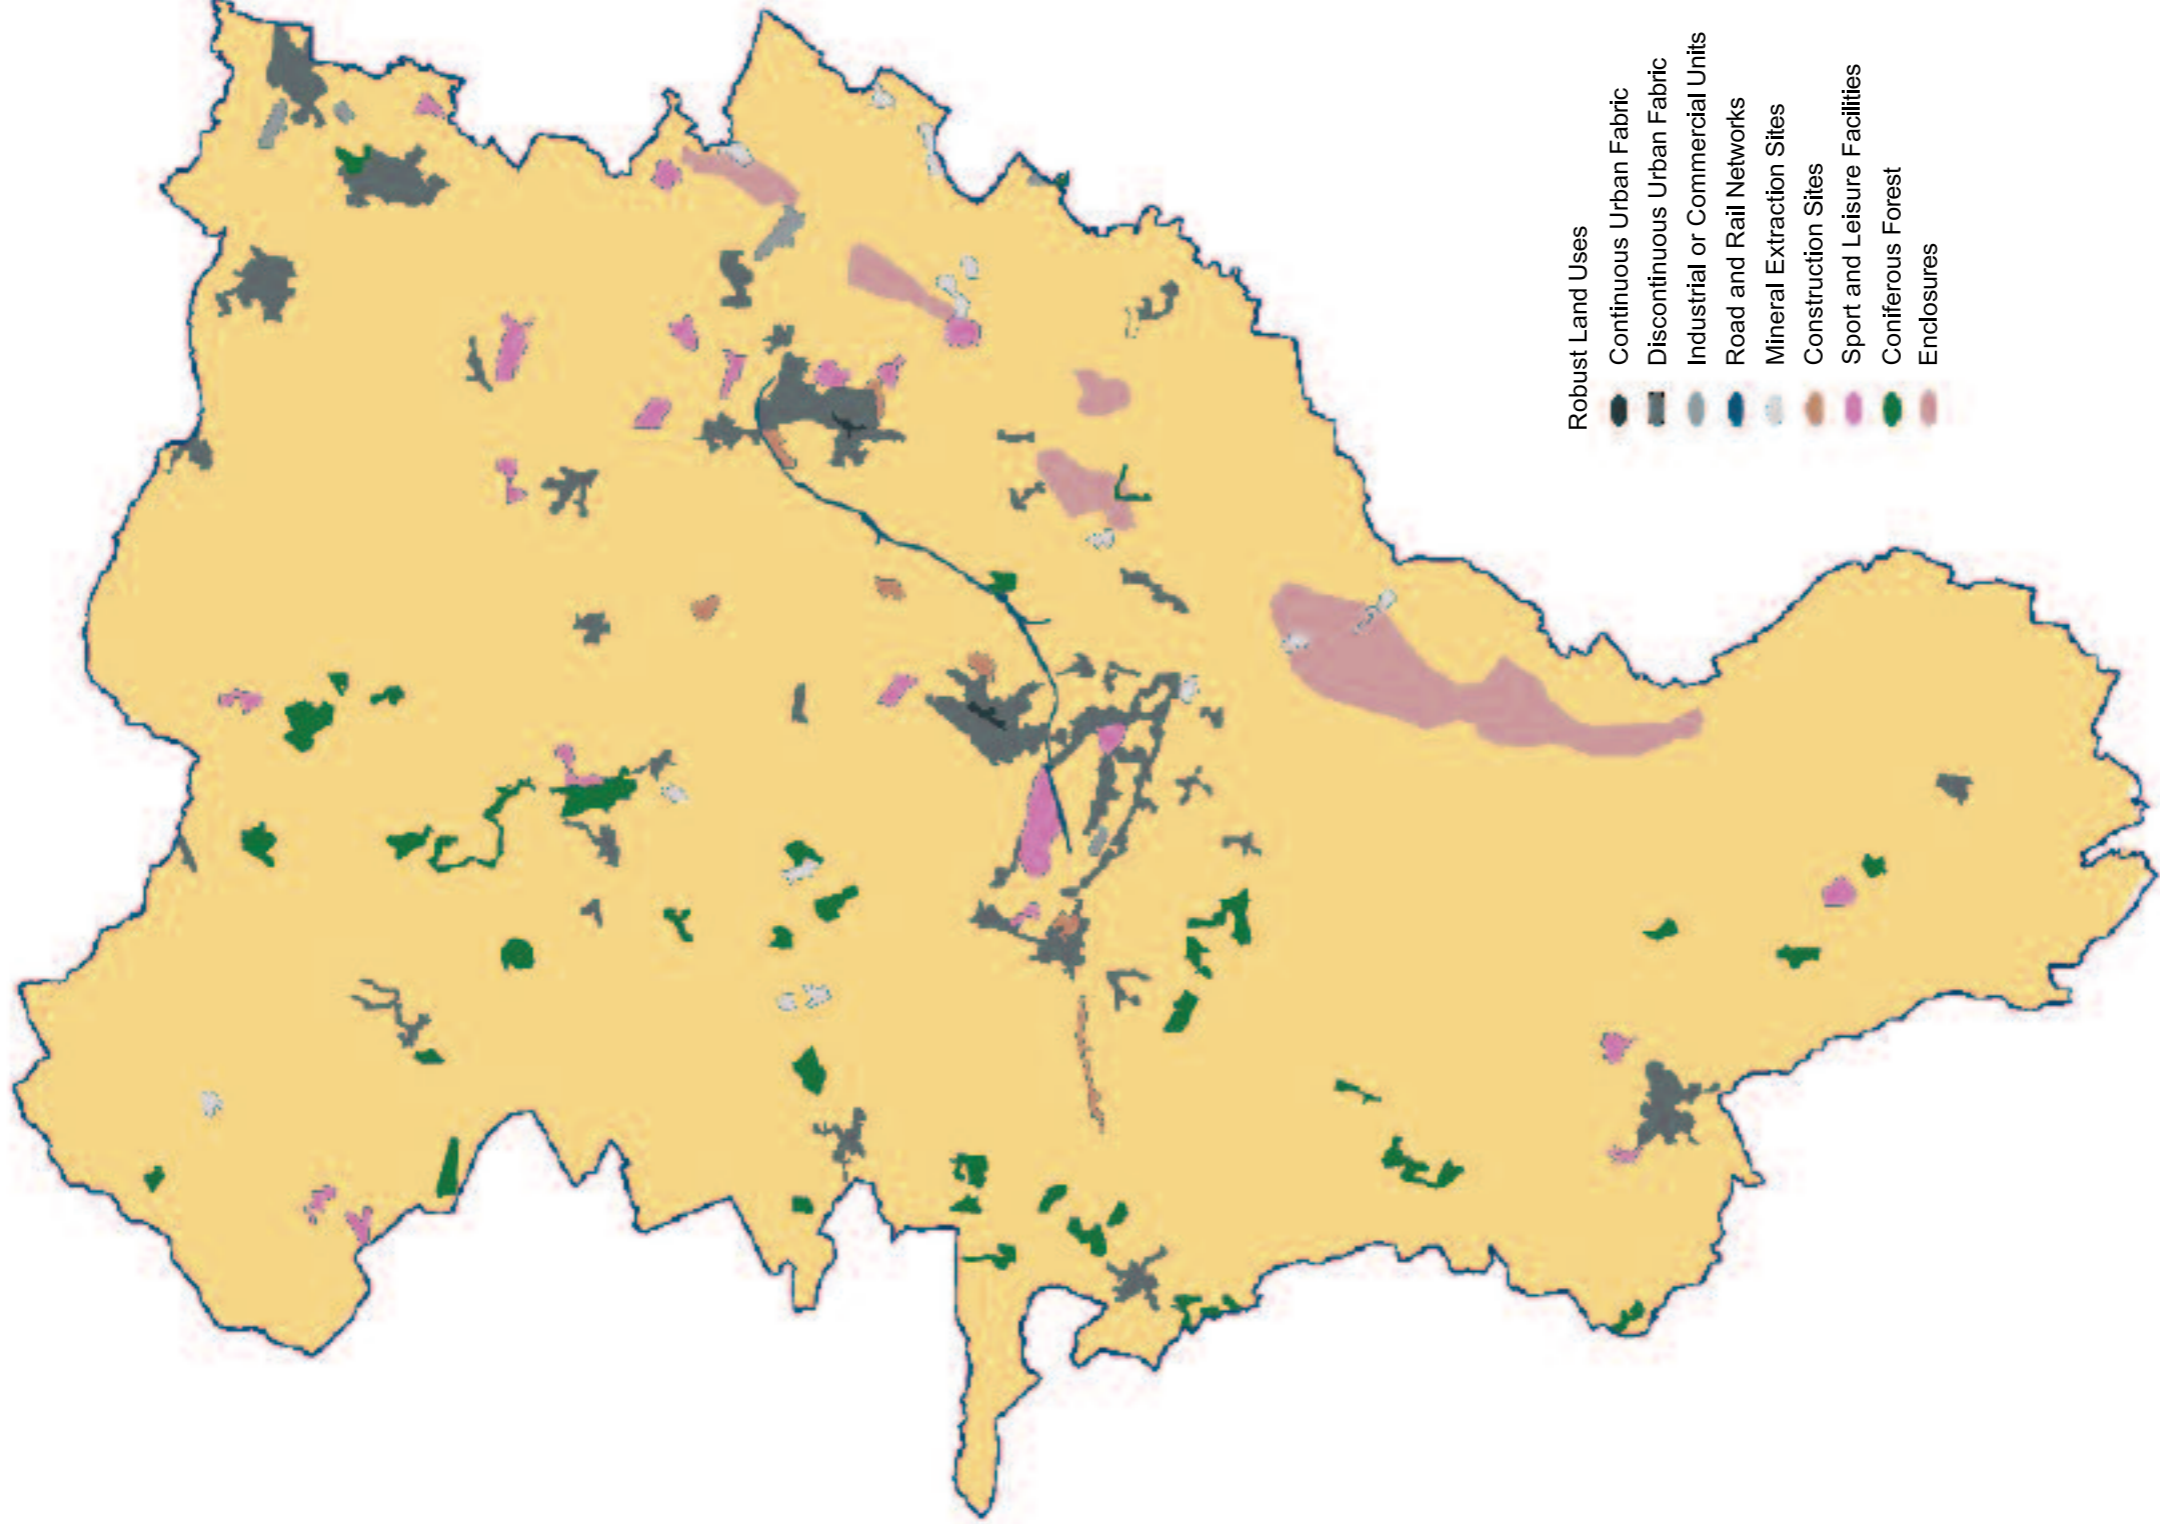 Robust Land Uses
Continuous Urban Fabric
Discontinuous Urban Fabric
Industrial or Commercial Units
Road and Rail Networks
Mineral Extraction Sites
Construction Sites
Sport and Leisure Facilities
Coniferous Forest
Enclosures